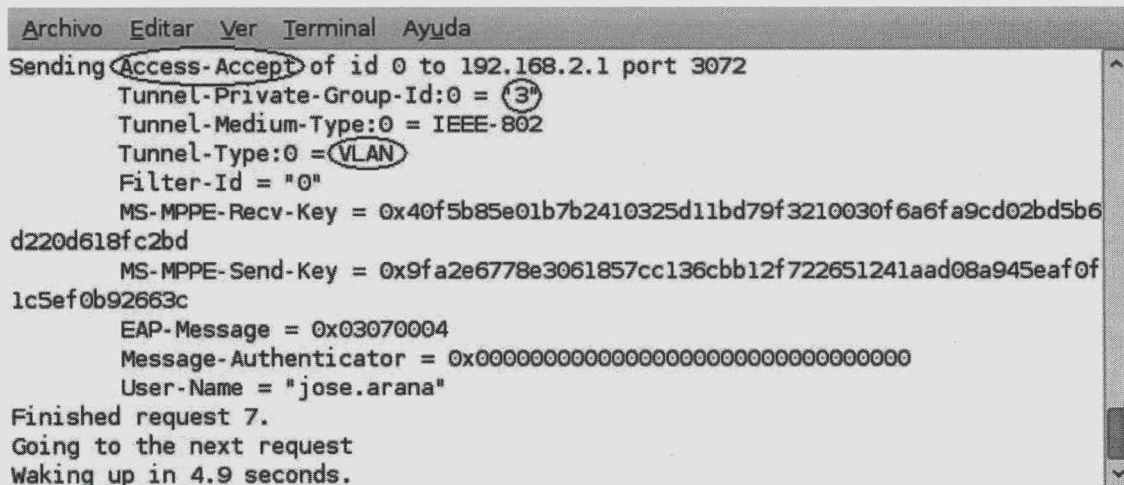 Archivo Editar Ver Terminal Ayuda
Sending Access-Accept of id 0 to 192.168.2.1 port 3072
Tunnel-Private-Group-Id:0 = "3"
Tunnel-Medium-Type:0 = IEEE-802
Tunnel-Type:0 = VLAN
Filter-Id = "0"
MS-MPPE-Recv-Key = 0x40f5b85e01b7b2410325d11bd79f3210030f6a6fa9cd02bd5b6
d220d618fc2bd
MS-MPPE-Send-Key = 0x9fa2e6778e3061857cc136cbb12f722651241aad08a945eaf0f
1c5ef0b92663c
EAP-Message = 0x03070004
Message-Authenticator = 0x00000000000000000000000000000000
User-Name = "jose.arana"
Finished request 7.
Going to the next request
Waking up in 4.9 seconds.